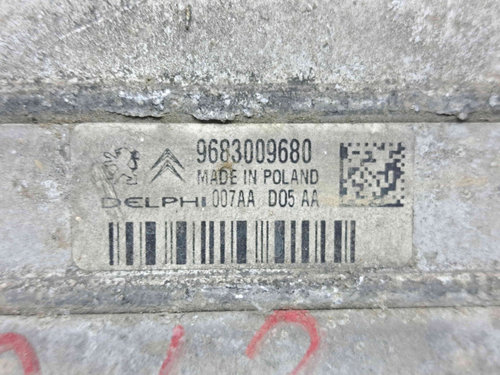 9683009680
MADE IN POLAND
DELPHI 007AA D05 AA